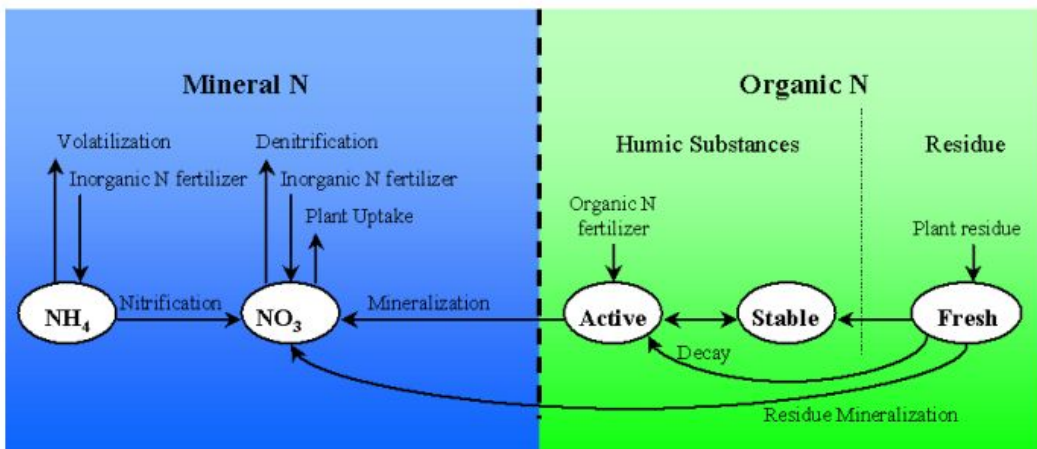 Mineral N
Organic N
Volatilization
Denitrification
Humic Substances
Residue
Inorganic N fertilizer
Inorganic N fertilizer
Plant Uptake
Organic N
fertilizer
Plant residue
NH₄
Nitrification
NO₃
Mineralization
Active
Stable
Fresh
Decay
Residue Mineralization